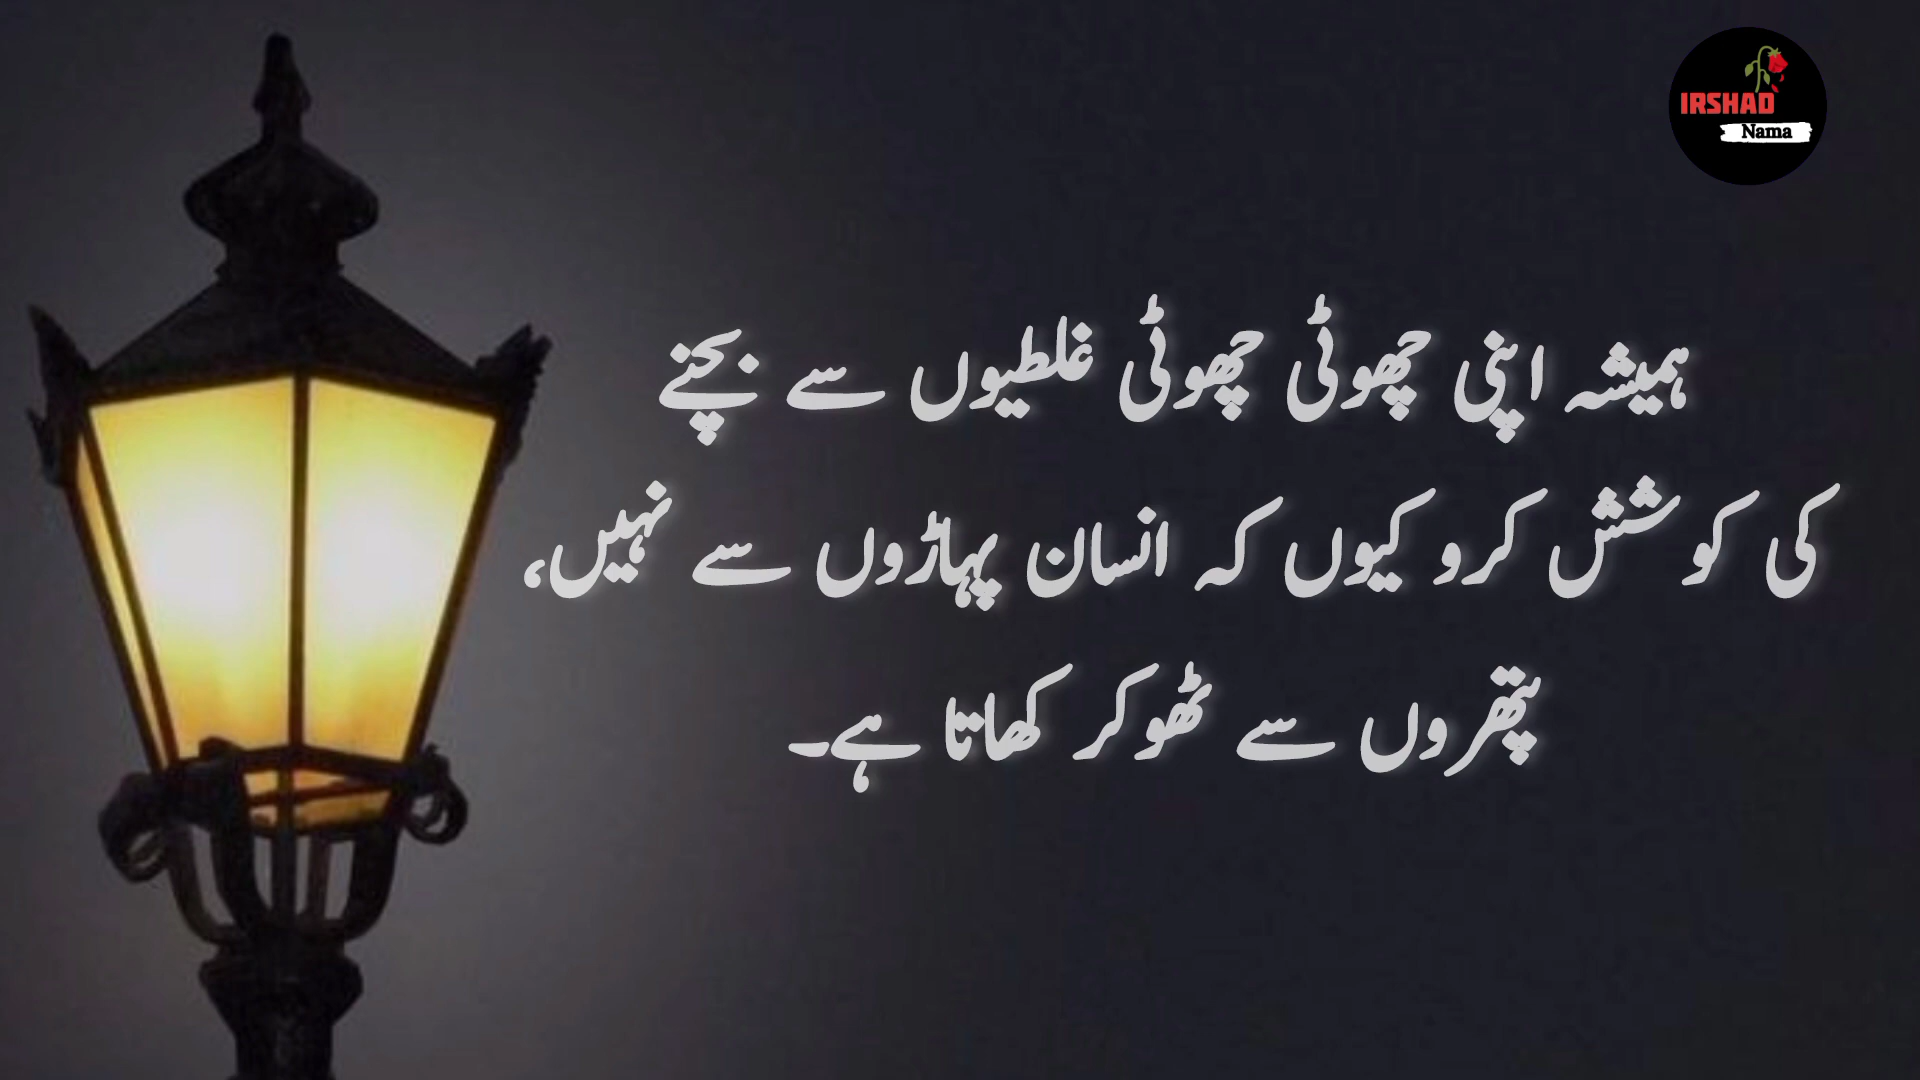 IRSHAD
Nama
ہمیشہ اپنی چھوٹی چھوٹی غلطیوں سے بچنے
کی کوشش کرو کیوں کہ انسان پہاڑوں سے نہیں،
پتھروں سے ٹھوکر کھاتا ہے۔